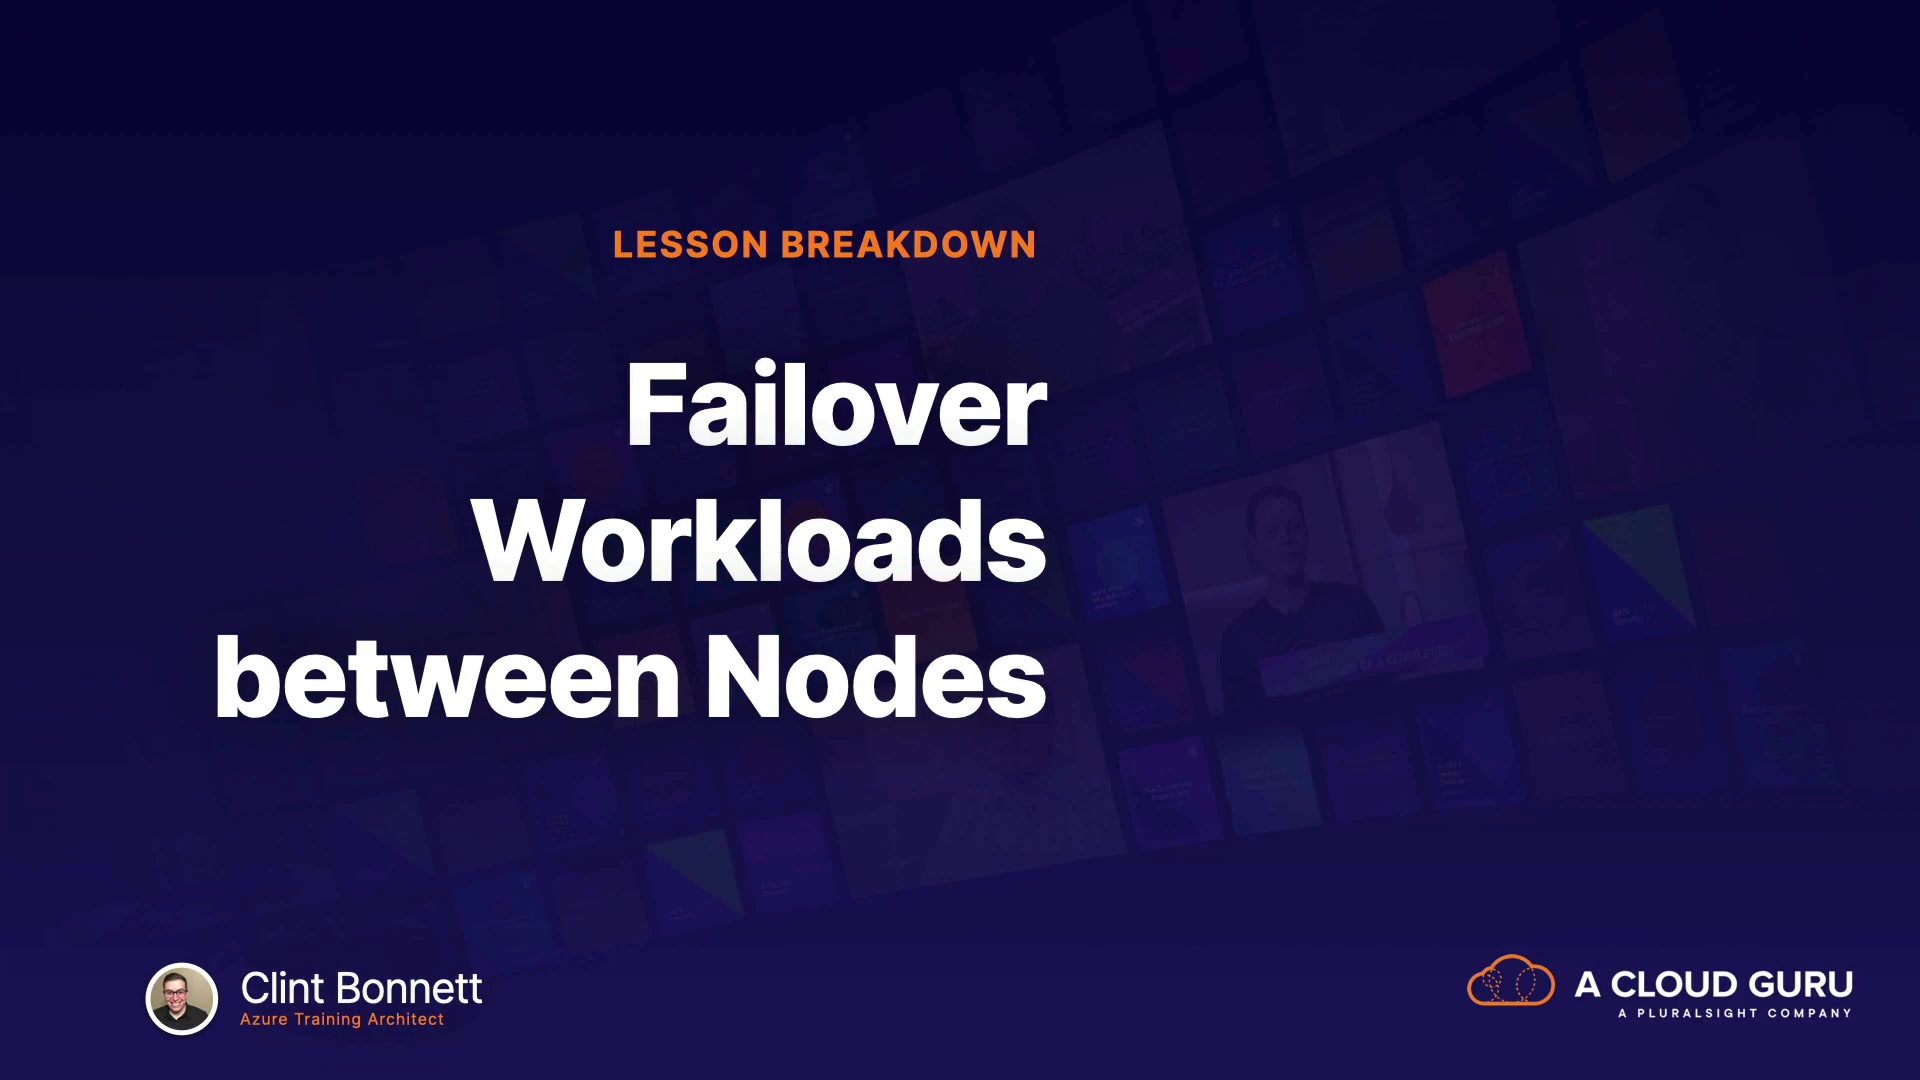 LESSON BREAKDOWN
Failover
Workloads
between Nodes
Clint Bonnett
Azure Training Architect
A CLOUD GURU
A PLURALSIGHT COMPANY